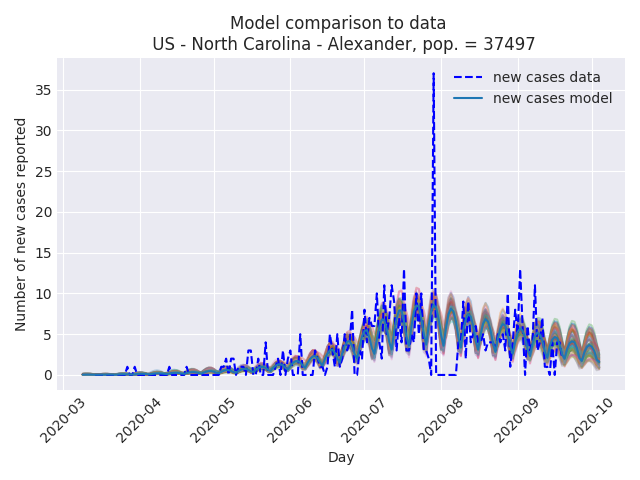 Model comparison to data
US - North Carolina - Alexander, pop. = 37497
new cases data
new cases model
Number of new cases reported
35
30
25
20
15
10
5
0
2020-03
2020-04
2020-05
2020-06
2020-07
2020-08
2020-09
2020-10
Day